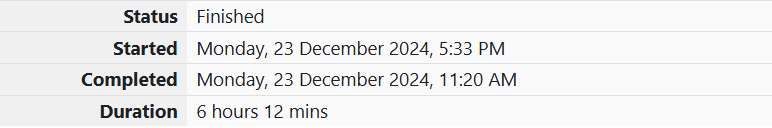 Status Finished
Started Monday, 23 December 2024, 5:33 PM
Completed Monday, 23 December 2024, 11:20 AM
Duration 6 hours 12 mins